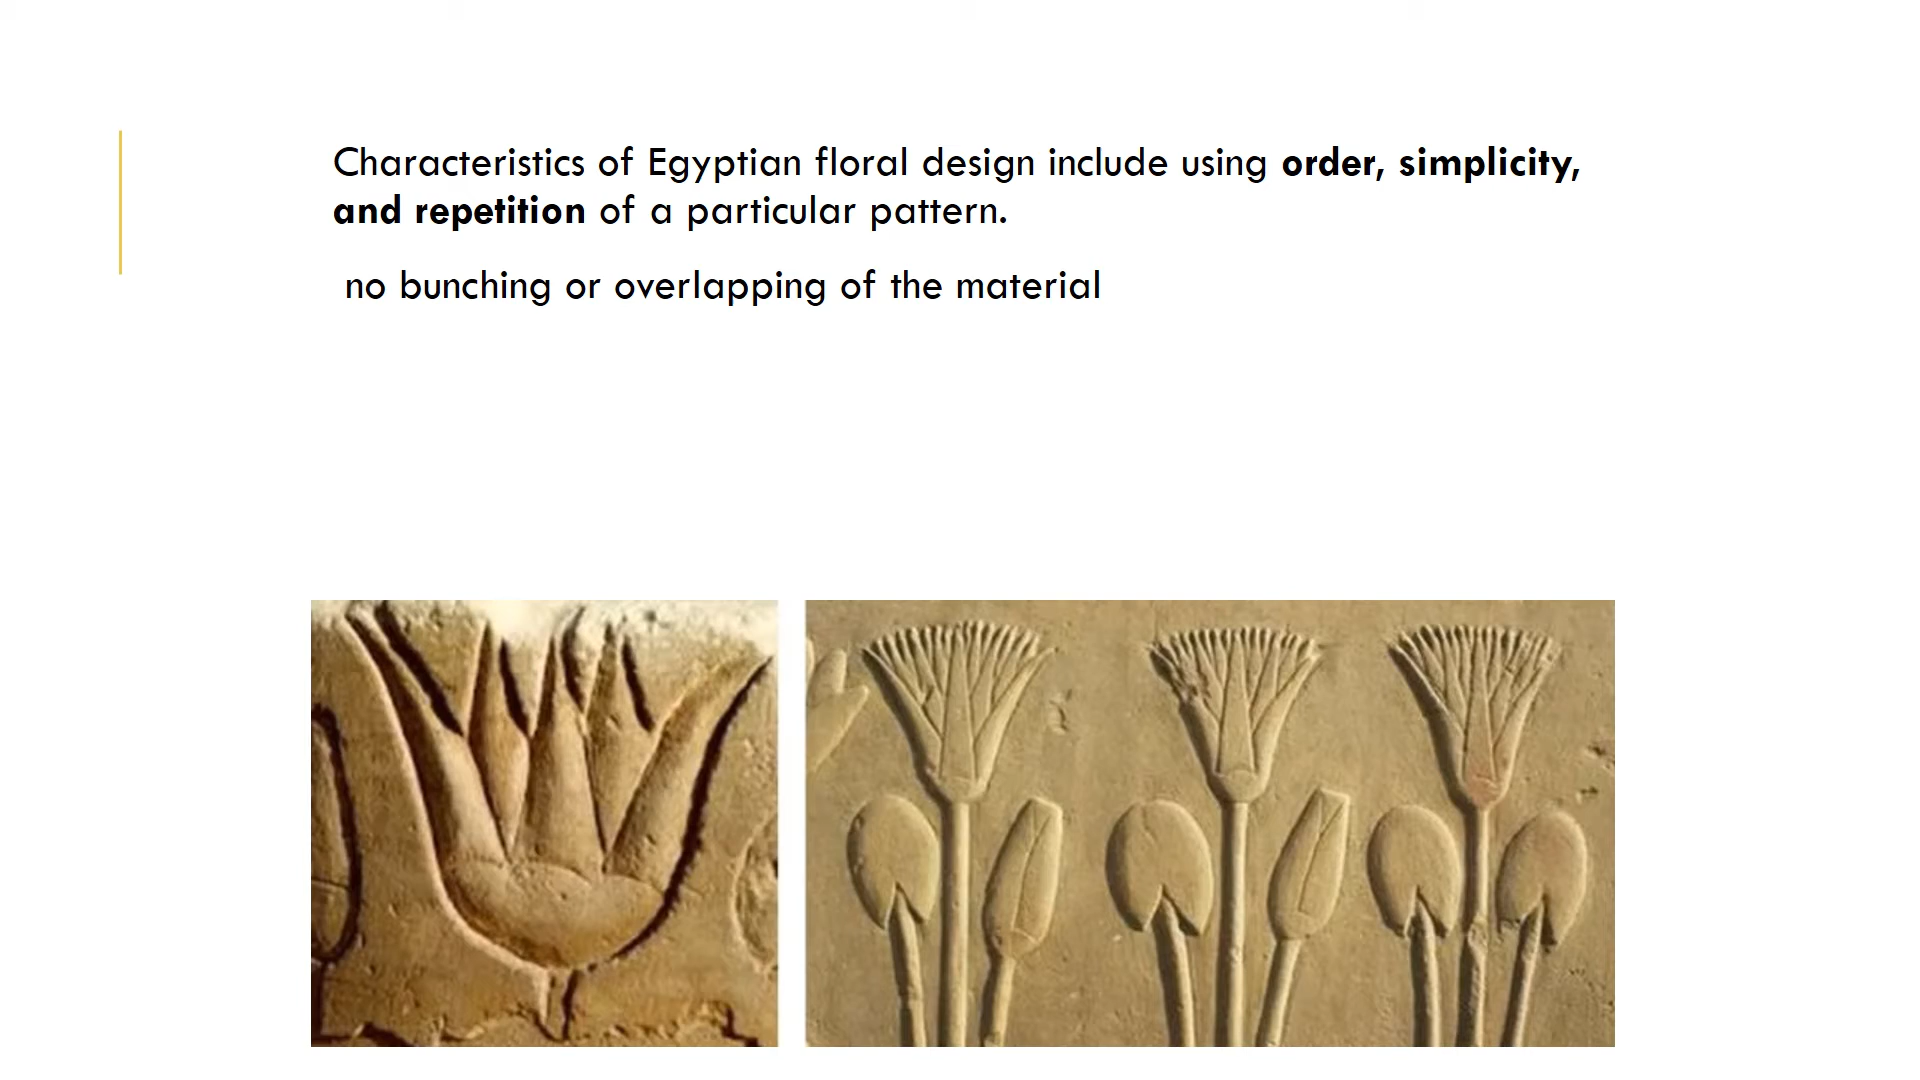 Characteristics of Egyptian floral design include using order, simplicity,
and repetition of a particular pattern.
no bunching or overlapping of the material